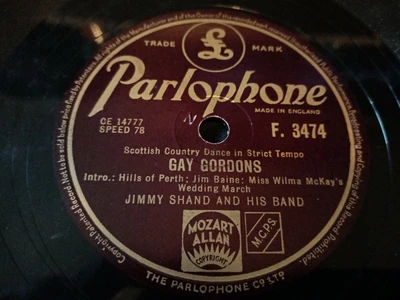 £
TRADE MARK
Parlophone
MADE IN ENGLAND
CE 14777
SPEED 78
F. 3474
Scottish Country Dance in Strict Tempo
GAY GORDONS
Intro.: Hills of Perth; Jim Baine; Miss Wilma McKay's
Wedding March
JIMMY SHAND AND HIS BAND
MOZART
ALLAN
COPYRIGHT
M.C.P.S.
THE PARLOPHONE CO. LTD